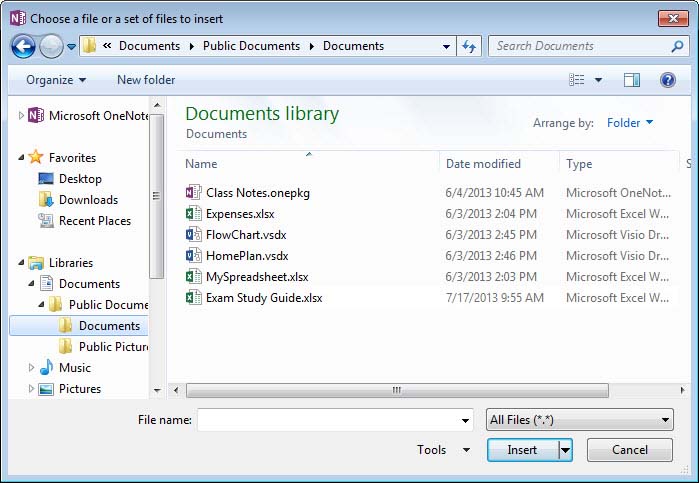 Choose a file or a set of files to insert
« Documents Public Documents Documents Search Documents
Organize New folder
Microsoft OneNote
Favorites
Desktop
Downloads
Recent Places
Libraries
Documents
Public Docume
Documents
Public Pictur
Music
Pictures
Documents library
Documents
Arrange by: Folder
Name Date modified Type S
Class Notes.onepkg 6/4/2013 10:45 AM Microsoft OneNot...
Expenses.xlsx 6/3/2013 2:04 PM Microsoft Excel W...
FlowChart.vsdx 6/3/2013 2:45 PM Microsoft Visio Dr...
HomePlan.vsdx 6/3/2013 2:46 PM Microsoft Visio Dr...
MySpreadsheet.xlsx 6/3/2013 2:03 PM Microsoft Excel W...
Exam Study Guide.xlsx 7/17/2013 9:55 AM Microsoft Excel W...
File name: All Files (*.*)
Tools Insert Cancel